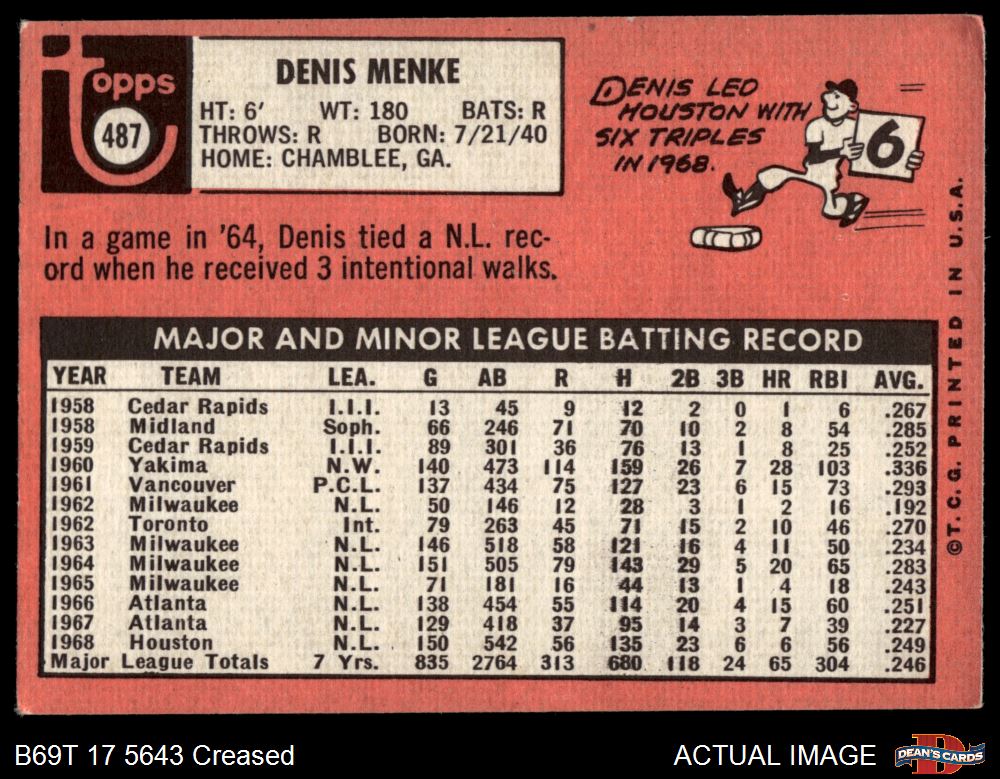 topps
487
DENIS MENKE
HT: 6' WT: 180 BATS: R
THROWS: R BORN: 7/21/40
HOME: CHAMBLEE, GA.
DENIS LED
HOUSTON WITH
SIX TRIPLES
IN 1968.
6
In a game in '64, Denis tied a N.L. rec-
ord when he received 3 intentional walks.
MAJOR AND MINOR LEAGUE BATTING RECORD
YEAR TEAM LEA. G AB R H 2B 3B HR RBI AVG.
1958 Cedar Rapids I.I.I. 13 45 9 12 2 0 1 6 .267
1958 Midland Soph. 66 246 71 70 10 2 8 54 .285
1959 Cedar Rapids I.I.I. 89 301 36 76 13 1 8 25 .252
1960 Yakima N.W. 140 473 114 159 26 7 28 103 .336
1961 Vancouver P.C.L. 137 434 75 127 23 6 15 73 .293
1962 Milwaukee N.L. 50 146 12 28 3 1 2 16 .192
1962 Toronto Int. 79 263 45 71 15 2 10 46 .270
1963 Milwaukee N.L. 146 518 58 121 16 4 11 50 .234
1964 Milwaukee N.L. 151 505 79 143 29 5 20 65 .283
1965 Milwaukee N.L. 71 181 16 44 13 1 4 18 .243
1966 Atlanta N.L. 138 454 55 114 20 4 15 60 .251
1967 Atlanta N.L. 129 418 37 95 14 3 7 39 .227
1968 Houston N.L. 150 542 56 135 23 6 6 56 .249
Major League Totals 7 Yrs. 835 2764 313 680 118 24 65 304 .246
©T.C.G. PRINTED IN U.S.A.
B69T 17 5643 Creased
ACTUAL IMAGE
DEAN'S CARDS